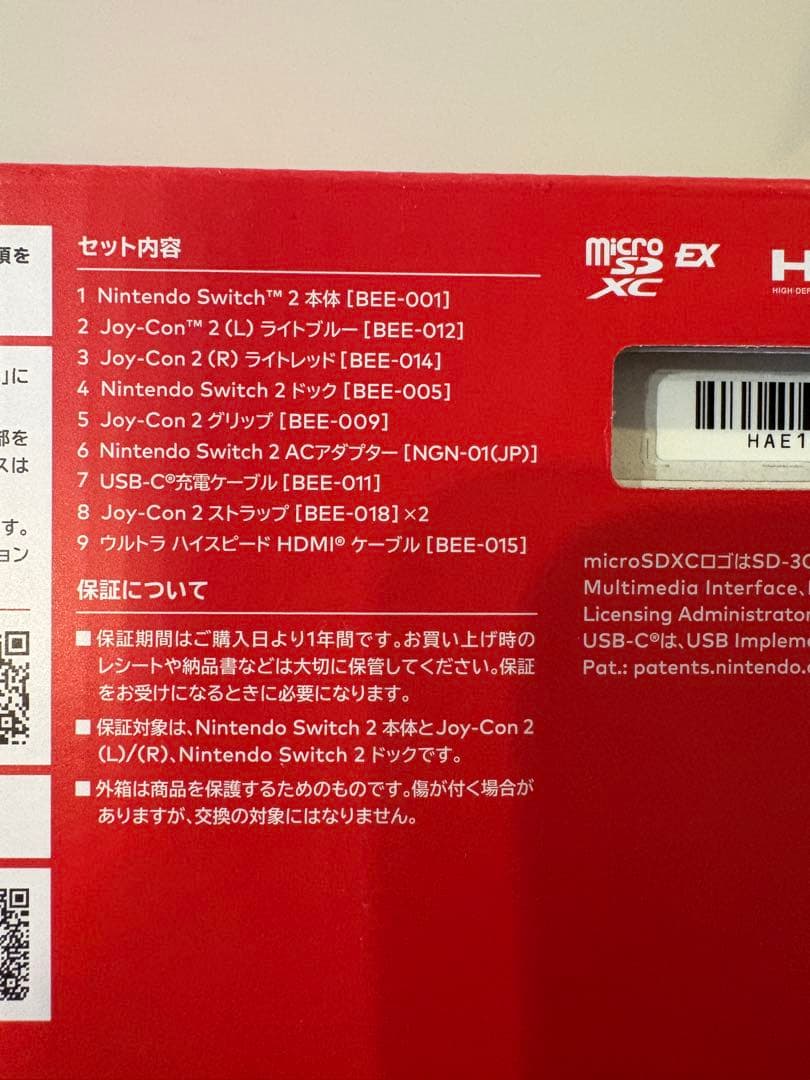 項を
」に
部を
スは
す。
ョン
セット内容
1 Nintendo Switch™ 2 本体 [BEE-001]
2 Joy-Con™ 2 (L) ライトブルー [BEE-012]
3 Joy-Con 2 (R) ライトレッド [BEE-014]
4 Nintendo Switch 2 ドック [BEE-005]
5 Joy-Con 2 グリップ [BEE-009]
6 Nintendo Switch 2 ACアダプター [NGN-01(JP)]
7 USB-C®充電ケーブル [BEE-011]
8 Joy-Con 2 ストラップ [BEE-018]×2
9 ウルトラ ハイスピード HDMI® ケーブル [BEE-015]
保証について
■ 保証期間はご購入日より1年間です。お買い上げ時の
レシートや納品書などは大切に保管してください。保証
をお受けになるときに必要になります。
■ 保証対象は、Nintendo Switch 2 本体とJoy-Con 2
(L)/(R)、Nintendo Switch 2 ドックです。
■ 外箱は商品を保護するためのものです。傷が付く場合が
ありますが、交換の対象にはなりません。
micro SD XC EX
H
HIGH-DEF
HAE1
microSDXCロゴはSD-3C
Multimedia Interface、
Licensing Administrato
USB-C®は、USB Impleme
Pat.: patents.nintendo.